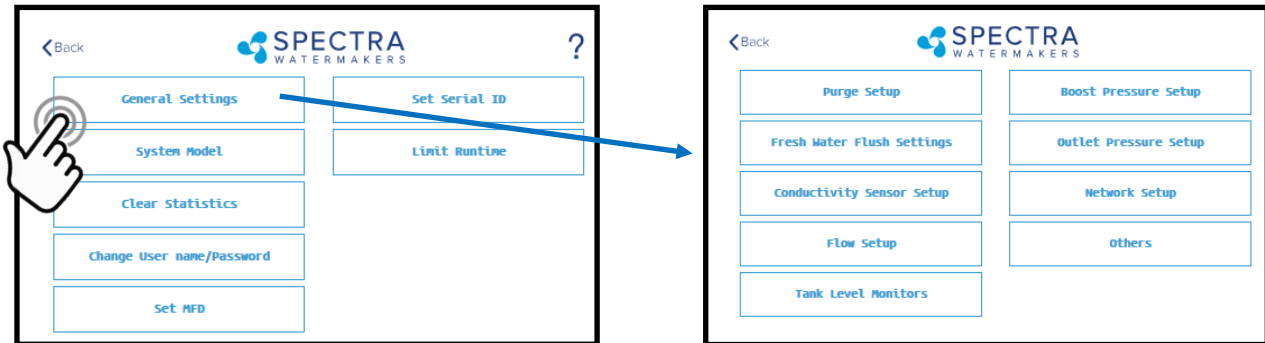 Back
SPECTRA
WATERMAKERS
?
General Settings
Set Serial ID
System Model
Limit Runtime
Clear Statistics
Change User name/Password
Set MFD
Back
SPECTRA
WATERMAKERS
Purge Setup
Boost Pressure Setup
Fresh Water Flush Settings
Outlet Pressure Setup
Conductivity Sensor Setup
Network Setup
Flow Setup
Others
Tank Level Monitors